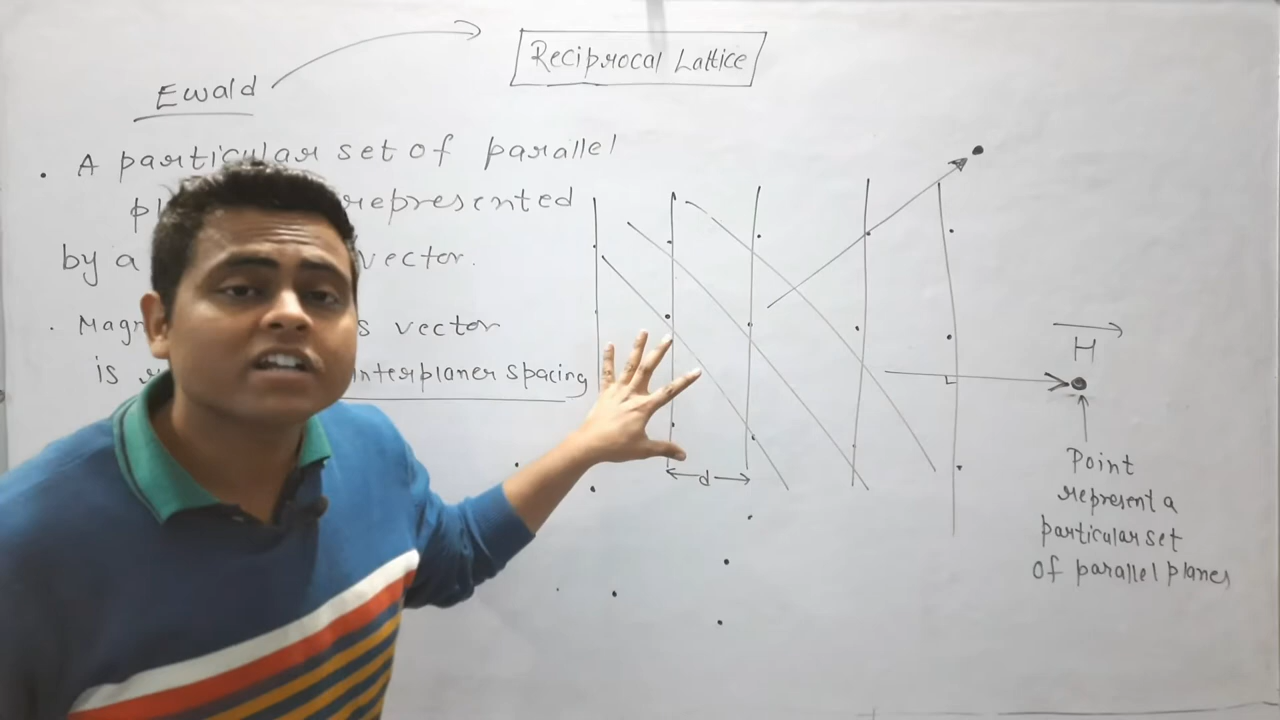 Reciprocal Lattice
Ewald
. A particular set of parallel
represented
by a vector.
. vector
is interplaner spacing
d
H
Point
represent a
particular set
of parallel planes